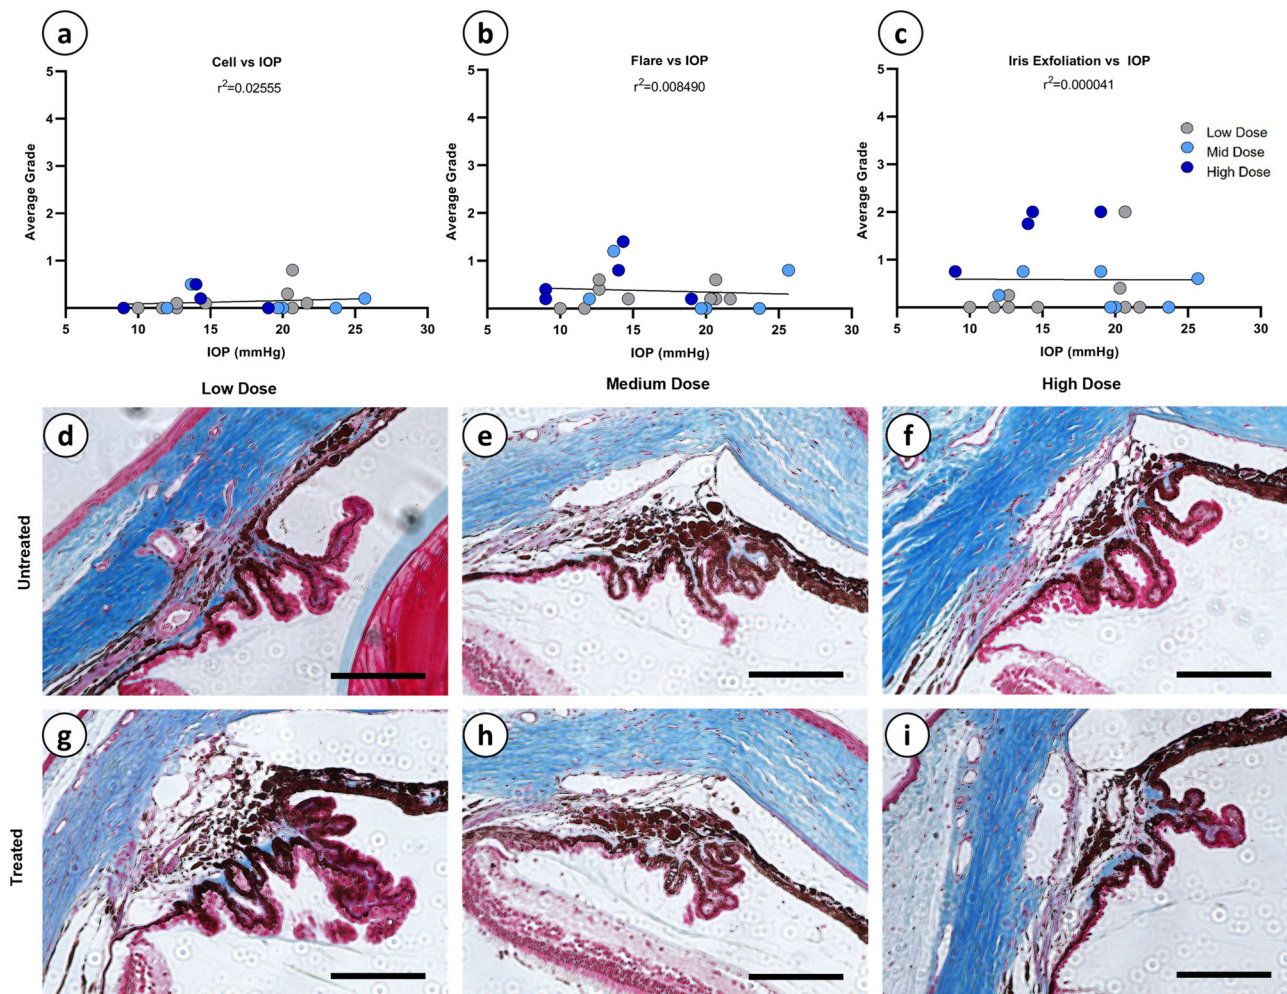 a
Cell vs IOP
r²=0.02555
5
4
3
2
1
5
10
15
20
25
30
Average Grade
IOP (mmHg)
b
Flare vs IOP
r²=0.008490
5
4
3
2
1
5
10
15
20
25
30
Average Grade
IOP (mmHg)
c
Iris Exfoliation vs IOP
r²=0.000041
5
4
3
2
1
5
10
15
20
25
30
Average Grade
IOP (mmHg)
Low Dose
Mid Dose
High Dose
Low Dose
Medium Dose
High Dose
Untreated
d
e
f
Treated
g
h
i